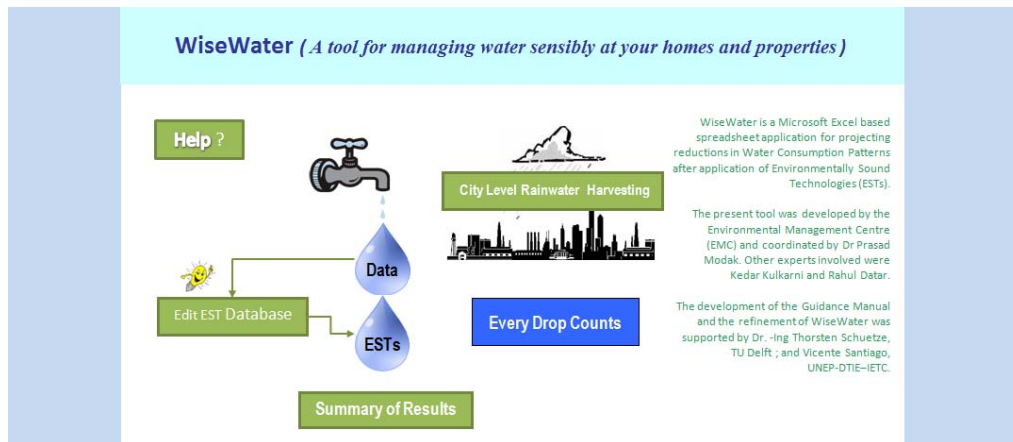 WiseWater ( A tool for managing water sensibly at your homes and properties )
Help ?
City Level Rainwater Harvesting
Data
Edit EST Database
ESTs
Every Drop Counts
Summary of Results
WiseWater is a Microsoft Excel based
spreadsheet application for projecting
reductions in Water Consumption Patterns
after application of Environmentally Sound
Technologies (ESTs).
The present tool was developed by the
Environmental Management Centre
(EMC) and coordinated by Dr Prasad
Modak. Other experts involved were
Kedar Kulkarni and Rahul Datar.
The development of the Guidance Manual
and the refinement of WiseWater was
supported by Dr. -Ing Thorsten Schuetze,
TU Delft ; and Vicente Santiago,
UNEP-DTIE–IETC.